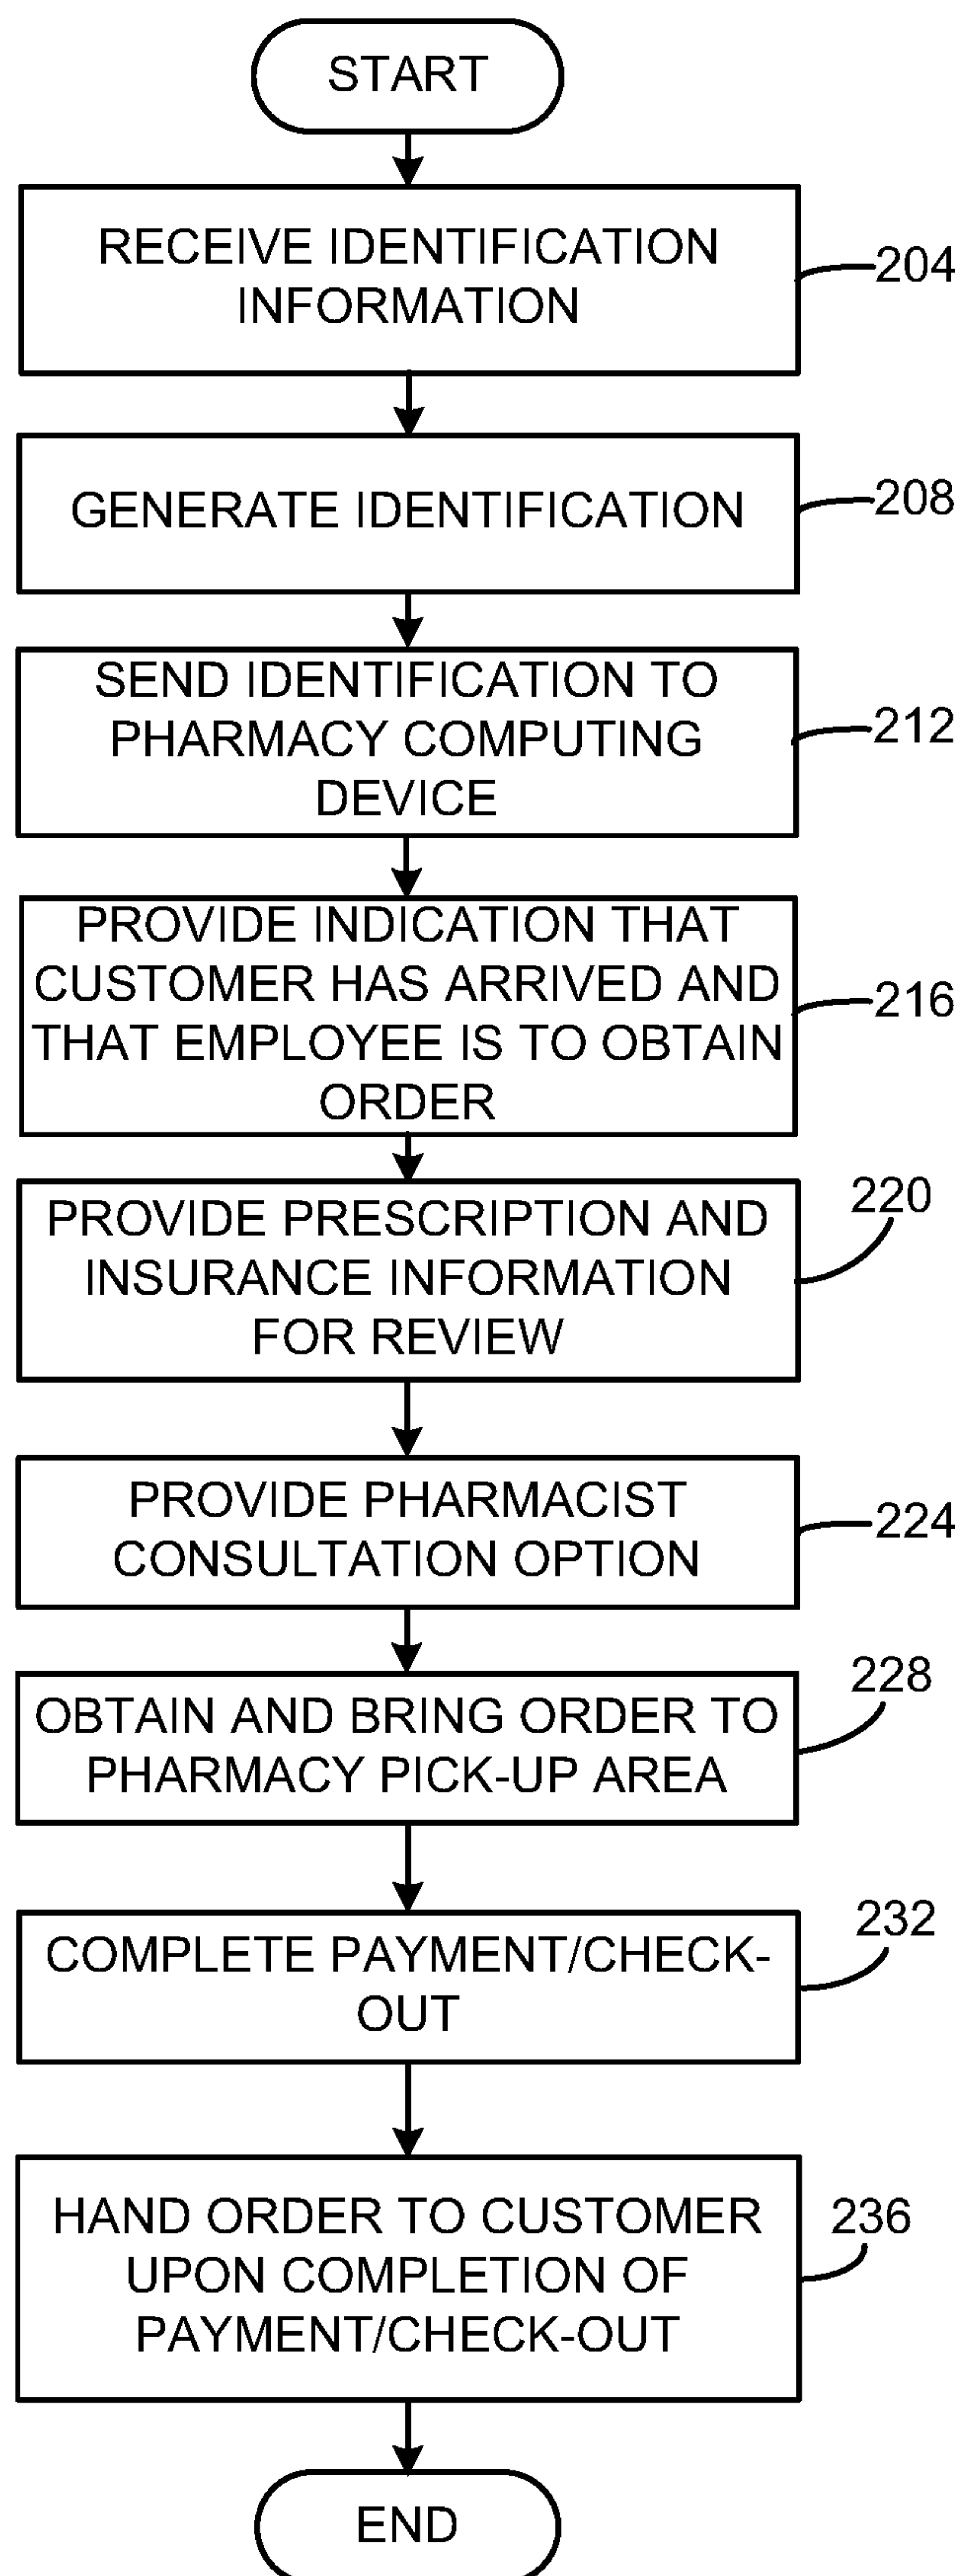 START
RECEIVE IDENTIFICATION
INFORMATION
204
GENERATE IDENTIFICATION
208
SEND IDENTIFICATION TO
PHARMACY COMPUTING
DEVICE
212
PROVIDE INDICATION THAT
CUSTOMER HAS ARRIVED AND
THAT EMPLOYEE IS TO OBTAIN
ORDER
216
PROVIDE PRESCRIPTION AND
INSURANCE INFORMATION
FOR REVIEW
220
PROVIDE PHARMACIST
CONSULTATION OPTION
224
OBTAIN AND BRING ORDER TO
PHARMACY PICK-UP AREA
228
COMPLETE PAYMENT/CHECK-
OUT
232
HAND ORDER TO CUSTOMER
UPON COMPLETION OF
PAYMENT/CHECK-OUT
236
END